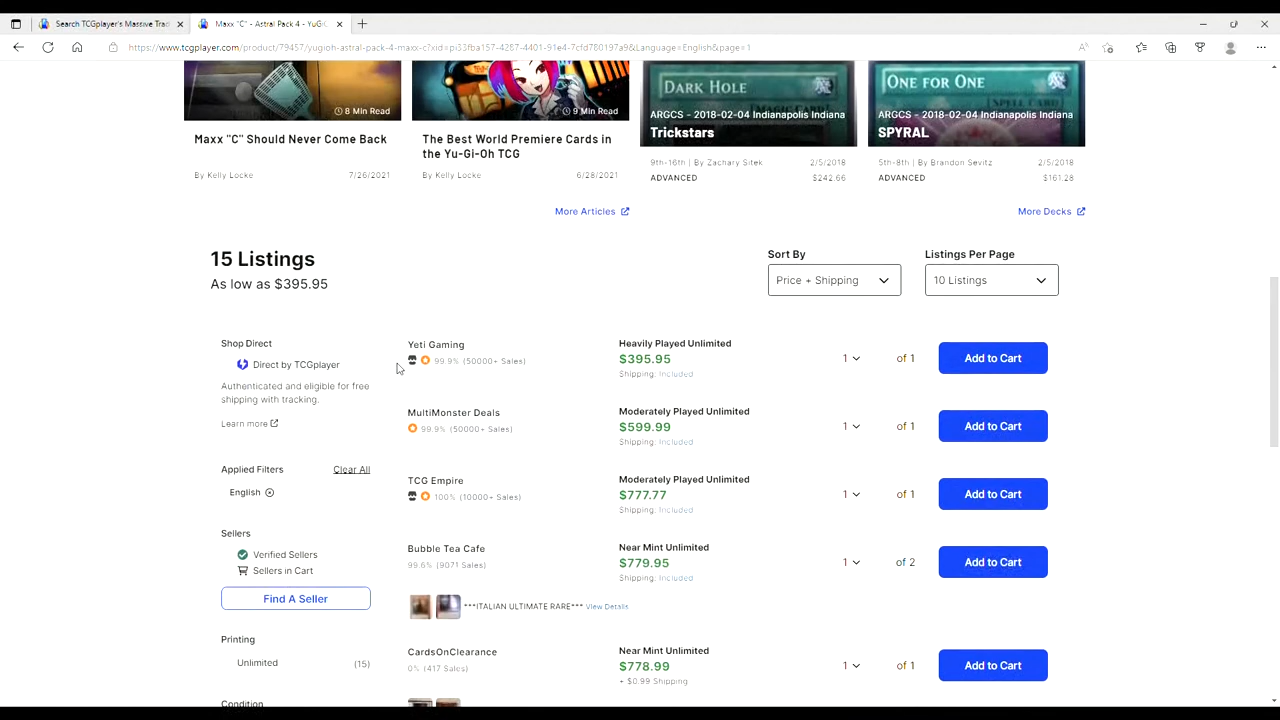 Search TCGplayer's Massive Trad
Maxx "C" - Astral Pack 4 - YuGiO
https://www.tcgplayer.com/product/79457/yugioh-astral-pack-4-maxx-c?xid=pi33fba157-4287-4401-91e4-7cfd780197a9&Language=English&page=1
8 Min Read
9 Min Read
DARK HOLE
ONE FOR ONE
ARGCS - 2018-02-04 Indianapolis Indiana
ARGCS - 2018-02-04 Indianapolis Indiana
Trickstars
SPYRAL
Maxx "C" Should Never Come Back
The Best World Premiere Cards in
the Yu-Gi-Oh TCG
9th-16th | By Zachary Sitek
2/5/2018
5th-8th | By Brandon Sevitz
2/5/2018
By Kelly Locke
7/26/2021
By Kelly Locke
6/28/2021
ADVANCED
$242.66
ADVANCED
$161.28
More Articles
More Decks
15 Listings
As low as $395.95
Sort By
Price + Shipping
Listings Per Page
10 Listings
Shop Direct
Direct by TCGplayer
Authenticated and eligible for free
shipping with tracking.
Learn more
Applied Filters
Clear All
English
Sellers
Verified Sellers
Sellers in Cart
Find A Seller
Printing
Unlimited
(15)
Condition
Yeti Gaming
99.9% (50000+ Sales)
Heavily Played Unlimited
$395.95
Shipping: Included
1
of 1
Add to Cart
MultiMonster Deals
99.9% (50000+ Sales)
Moderately Played Unlimited
$599.99
Shipping: Included
1
of 1
Add to Cart
TCG Empire
100% (10000+ Sales)
Moderately Played Unlimited
$777.77
Shipping: Included
1
of 1
Add to Cart
Bubble Tea Cafe
99.6% (9071 Sales)
Near Mint Unlimited
$779.95
Shipping: Included
1
of 2
Add to Cart
***ITALIAN ULTIMATE RARE*** View Details
CardsOnClearance
0% (417 Sales)
Near Mint Unlimited
$778.99
+ $0.99 Shipping
1
of 1
Add to Cart